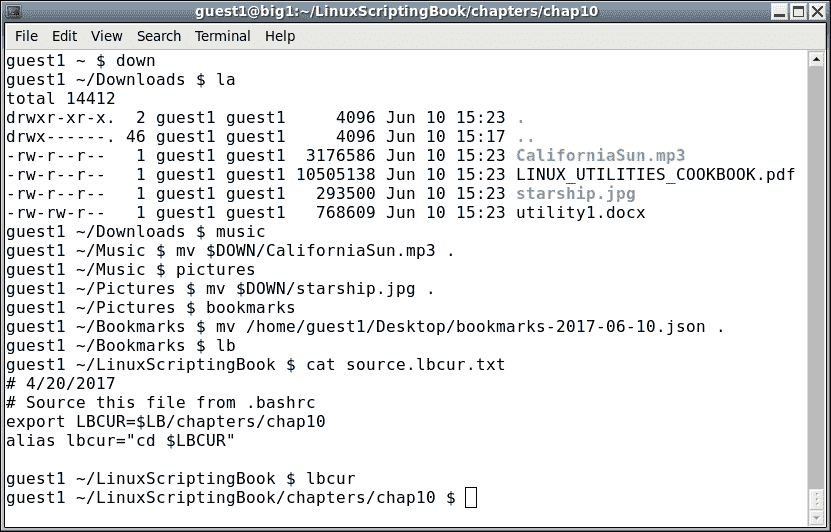 guest1@big1:~/LinuxScriptingBook/chapters/chap10
File Edit View Search Terminal Help
guest1 ~ $ down
guest1 ~/Downloads $ la
total 14412
drwxr-xr-x.  2 guest1 guest1     4096 Jun 10 15:23 .
drwx------. 46 guest1 guest1     4096 Jun 10 15:17 ..
-rw-r--r--   1 guest1 guest1  3176586 Jun 10 15:23 CaliforniaSun.mp3
-rw-r--r--   1 guest1 guest1 10505138 Jun 10 15:23 LINUX_UTILITIES_COOKBOOK.pdf
-rw-r--r--   1 guest1 guest1   293500 Jun 10 15:23 starship.jpg
-rw-rw-r--   1 guest1 guest1   768609 Jun 10 15:23 utility1.docx
guest1 ~/Downloads $ music
guest1 ~/Music $ mv $DOWN/CaliforniaSun.mp3 .
guest1 ~/Music $ pictures
guest1 ~/Pictures $ mv $DOWN/starship.jpg .
guest1 ~/Pictures $ bookmarks
guest1 ~/Bookmarks $ mv /home/guest1/Desktop/bookmarks-2017-06-10.json .
guest1 ~/Bookmarks $ lb
guest1 ~/LinuxScriptingBook $ cat source.lbcur.txt
# 4/20/2017
# Source this file from .bashrc
export LBCUR=$LB/chapters/chap10
alias lbcur="cd $LBCUR"
guest1 ~/LinuxScriptingBook $ lbcur
guest1 ~/LinuxScriptingBook/chapters/chap10 $